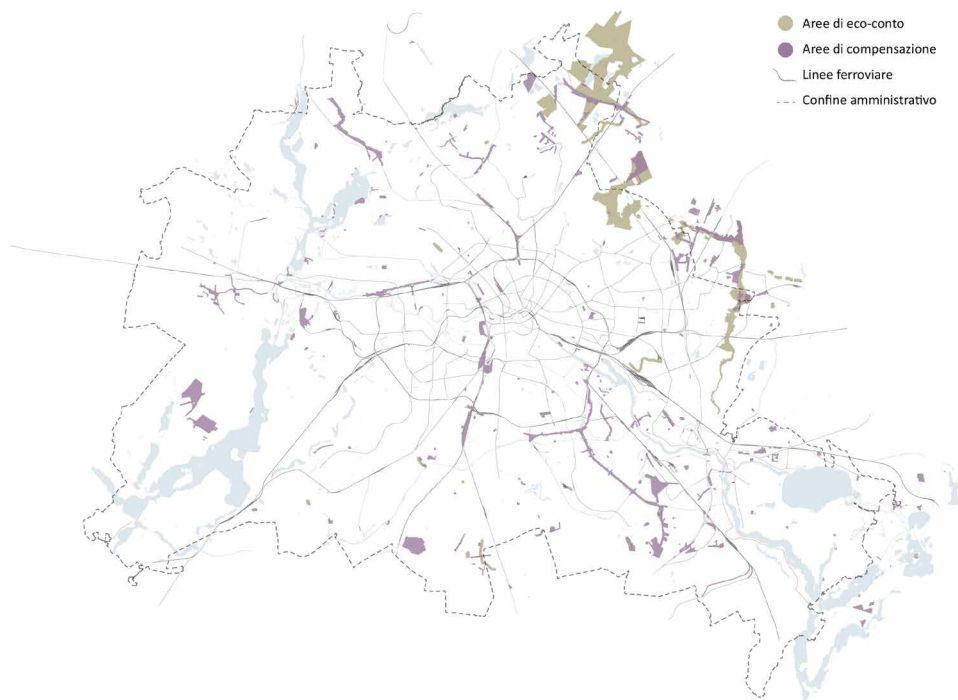 Aree di eco-conto
Aree di compensazione
Linee ferroviare
Confine amministrativo